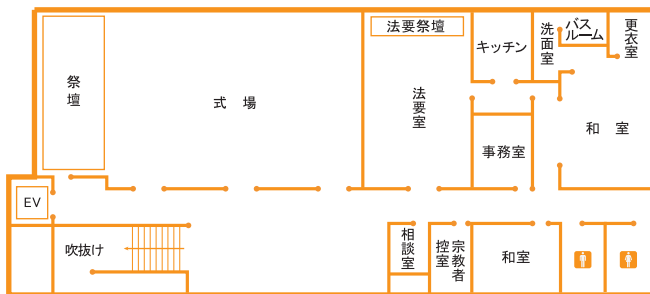 祭壇
式場
法要祭壇
法要室
キッチン
洗面室
バス
ルーム
更衣室
和室
事務室
EV
吹抜け
相談室
宗教者
控室
和室